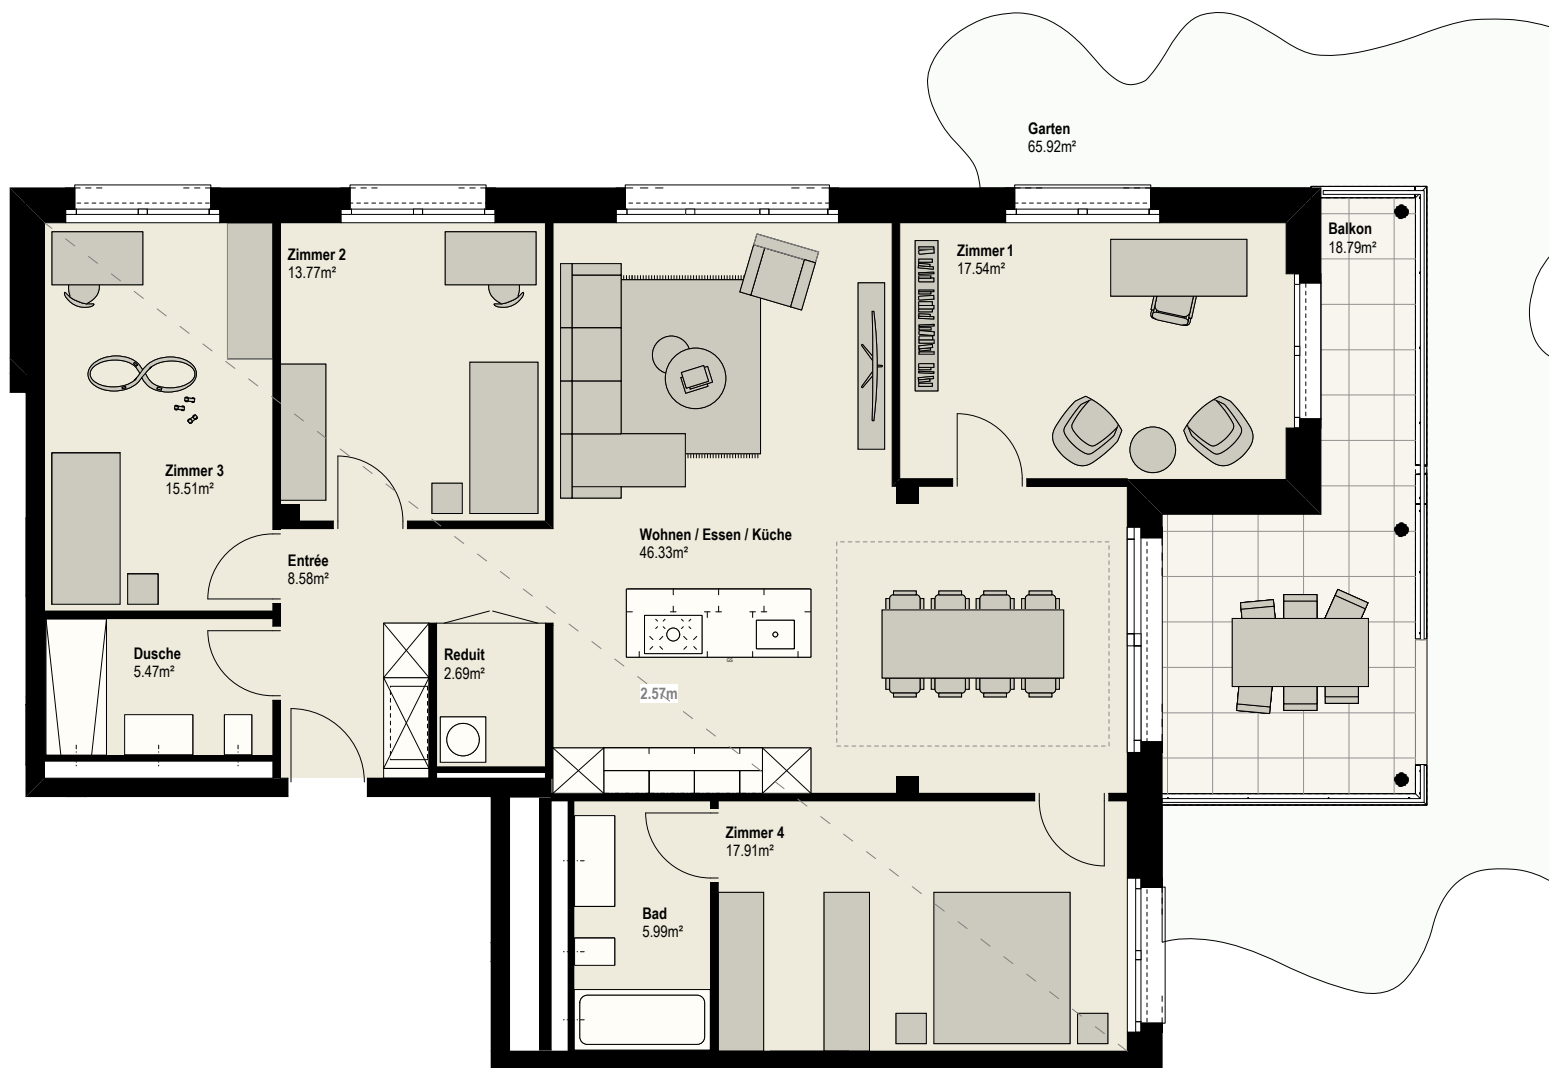 Garten
65.92m²
Balkon
18.79m²
Zimmer 2
13.77m²
Zimmer 1
17.54m²
Zimmer 3
15.51m²
Wohnen / Essen / Küche
46.33m²
Entrée
8.58m²
Dusche
5.47m²
Reduit
2.69m²
GS
2.57m
Zimmer 4
17.91m²
Bad
5.99m²